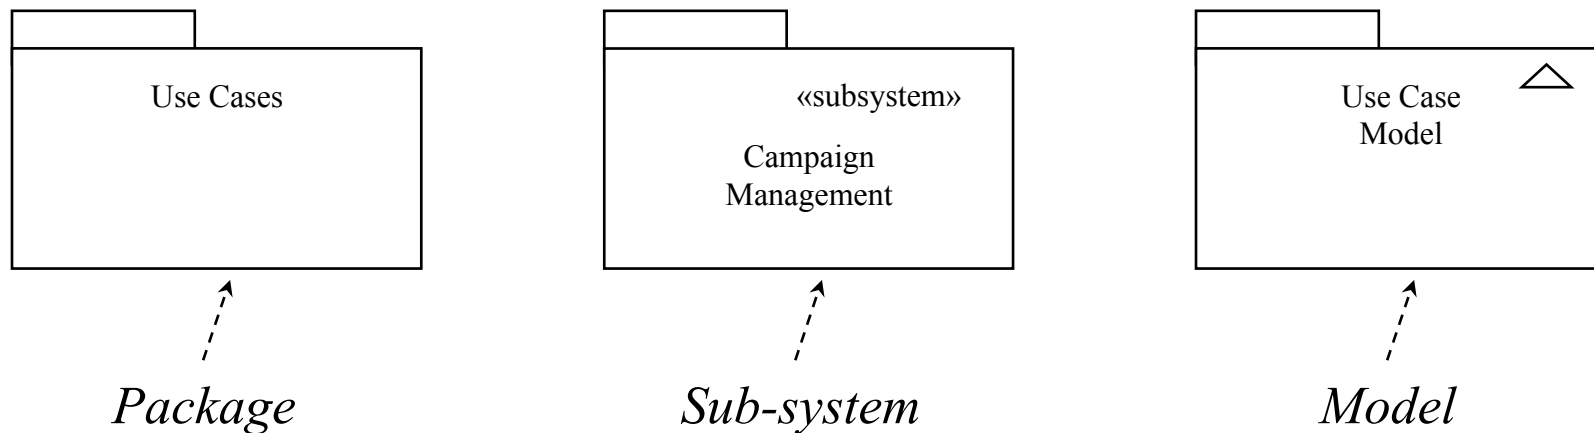 Use Cases
«subsystem»
Campaign
Management
Use Case
Model
Package
Sub-system
Model